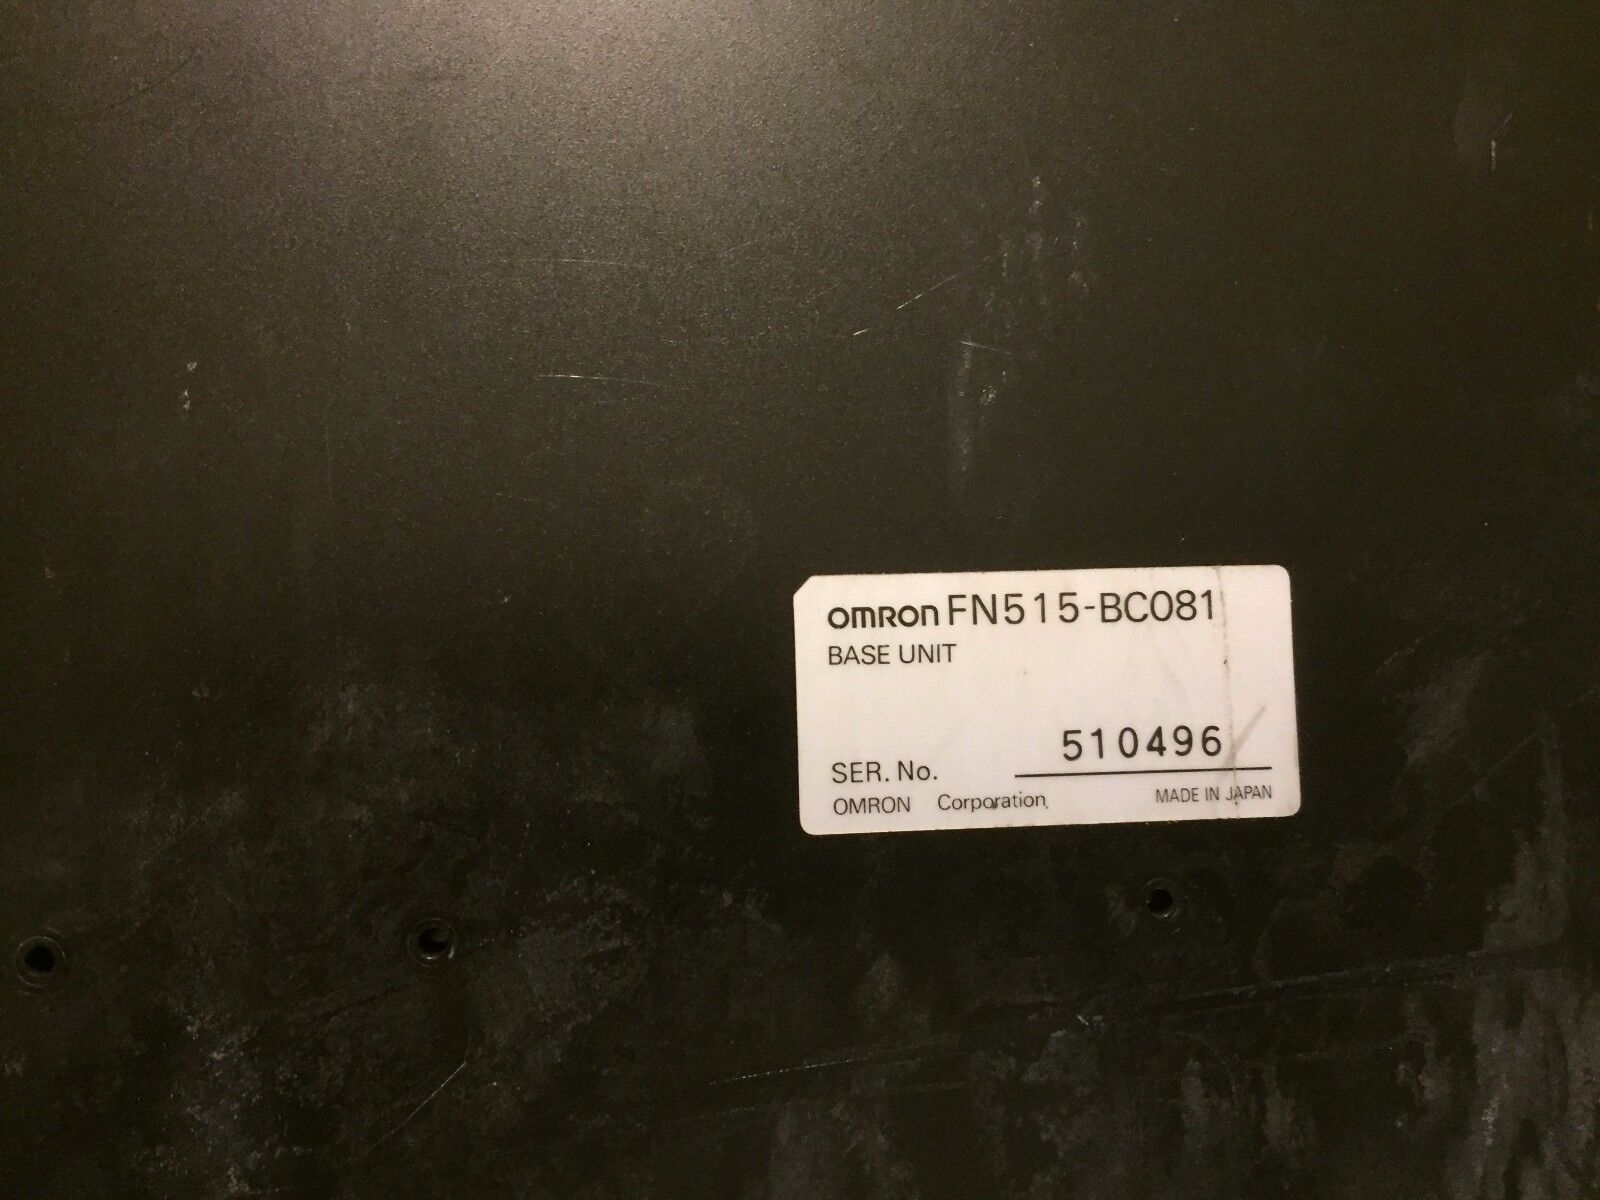 omRon FN515-BC081
BASE UNIT
510496
SER. No.
OMRON Corporation
MADE IN JAPAN